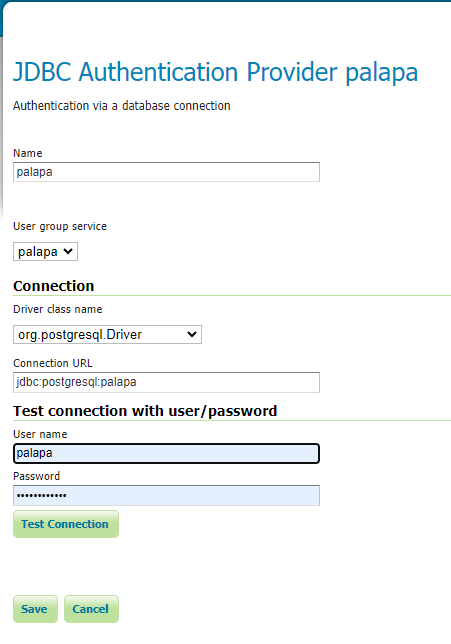 JDBC Authentication Provider palapa
Authentication via a database connection
Name
palapa
User group service
palapa
Connection
Driver class name
org.postgresql.Driver
Connection URL
jdbc:postgresql:palapa
Test connection with user/password
User name
palapa
Password
••••••••••••
Test Connection
Save Cancel